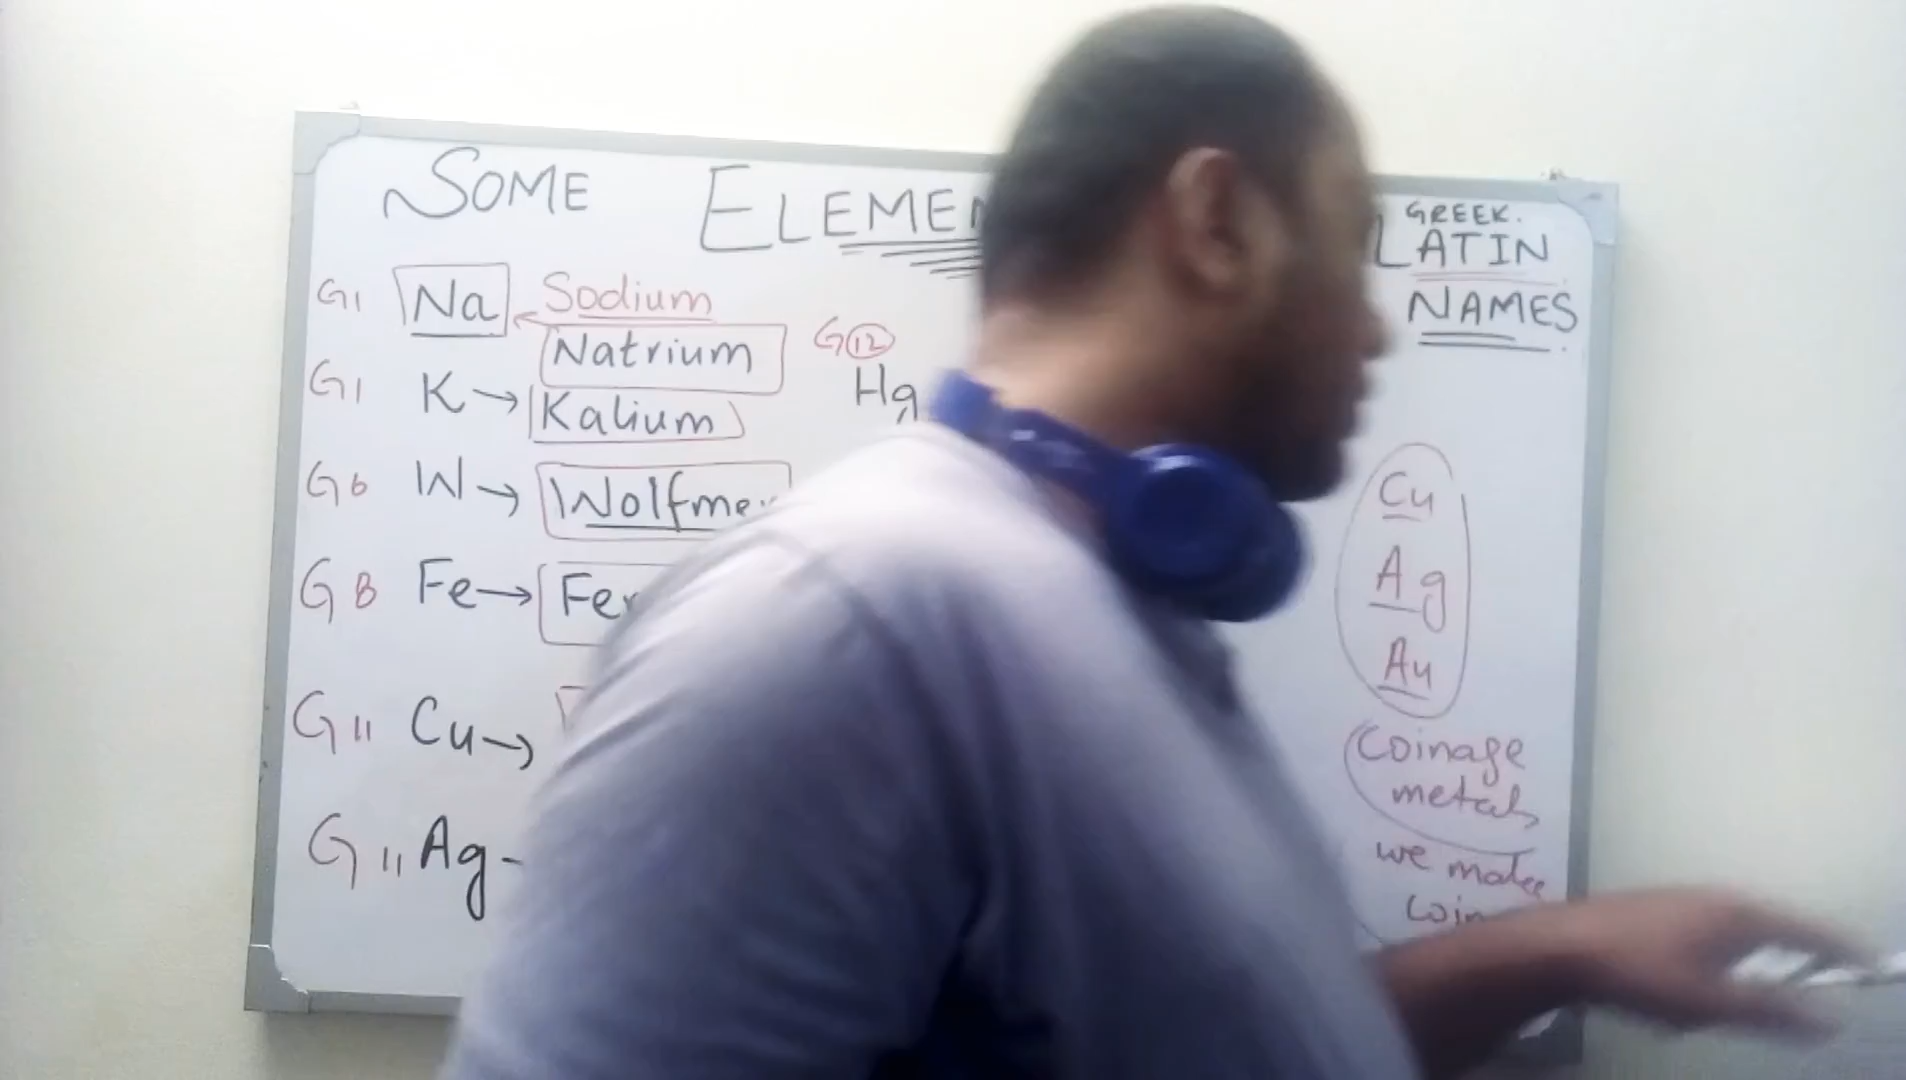 SOME ELEMEN
GREEK.
LATIN
NAMES
G1 Na Sodium
Natrium
G1 K → Kalium
G6 W → Wolfme
G8 Fe → Fer
G11 Cu →
G11 Ag -
G12
Hg
Cu
Ag
Au
Coinage
metals
we make
coin